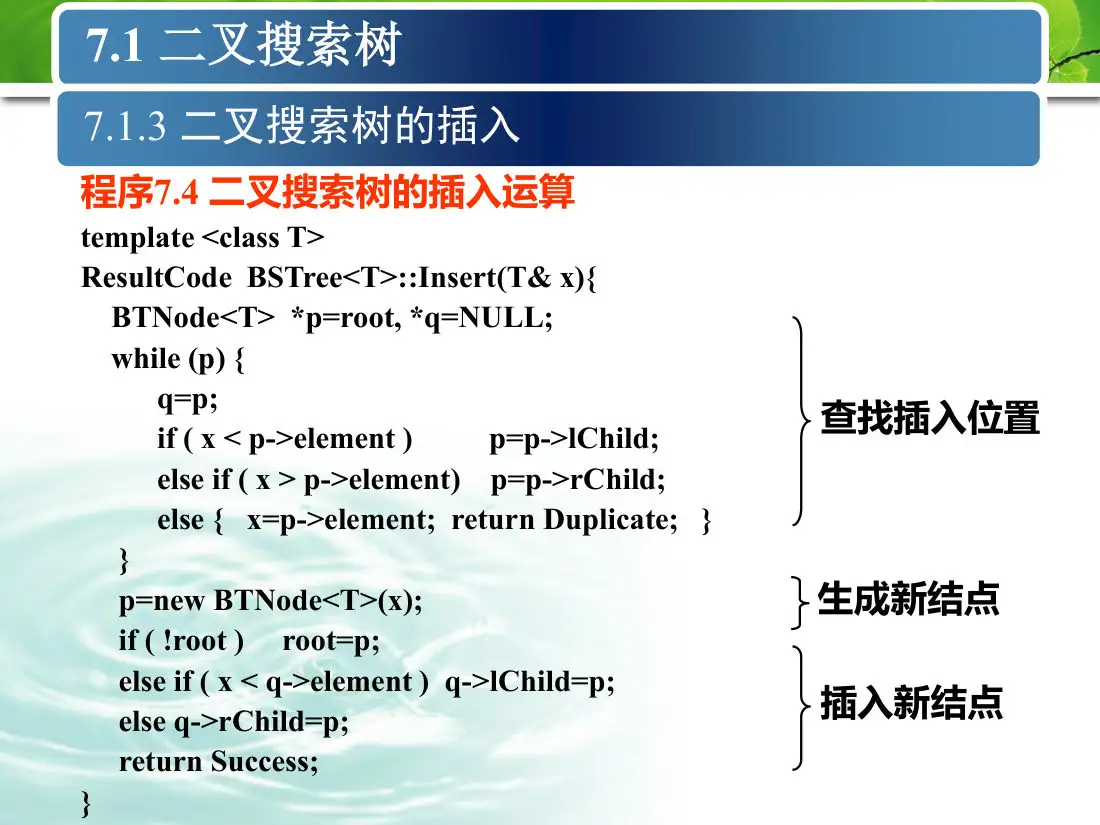 7.1 二叉搜索树
7.1.3 二叉搜索树的插入
程序7.4 二叉搜索树的插入运算
template <class T>
ResultCode BSTree<T>::Insert(T& x){
BTNode<T> *p=root, *q=NULL;
while (p) {
q=p;
if ( x < p->element ) p=p->lChild;
else if ( x > p->element) p=p->rChild;
else { x=p->element; return Duplicate; }
}
查找插入位置
p=new BTNode<T>(x);
生成新结点
if ( !root ) root=p;
else if ( x < q->element ) q->lChild=p;
else q->rChild=p;
return Success;
插入新结点
}